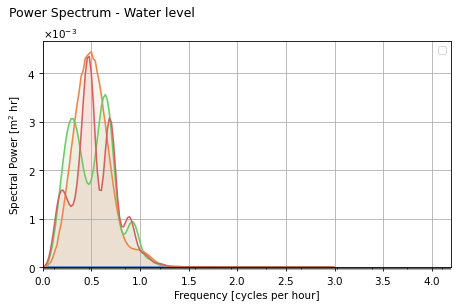 Power Spectrum - Water level
×10⁻³
4
3
2
1
0
Spectral Power [m² hr]
0.0 0.5 1.0 1.5 2.0 2.5 3.0 3.5 4.0
Frequency [cycles per hour]